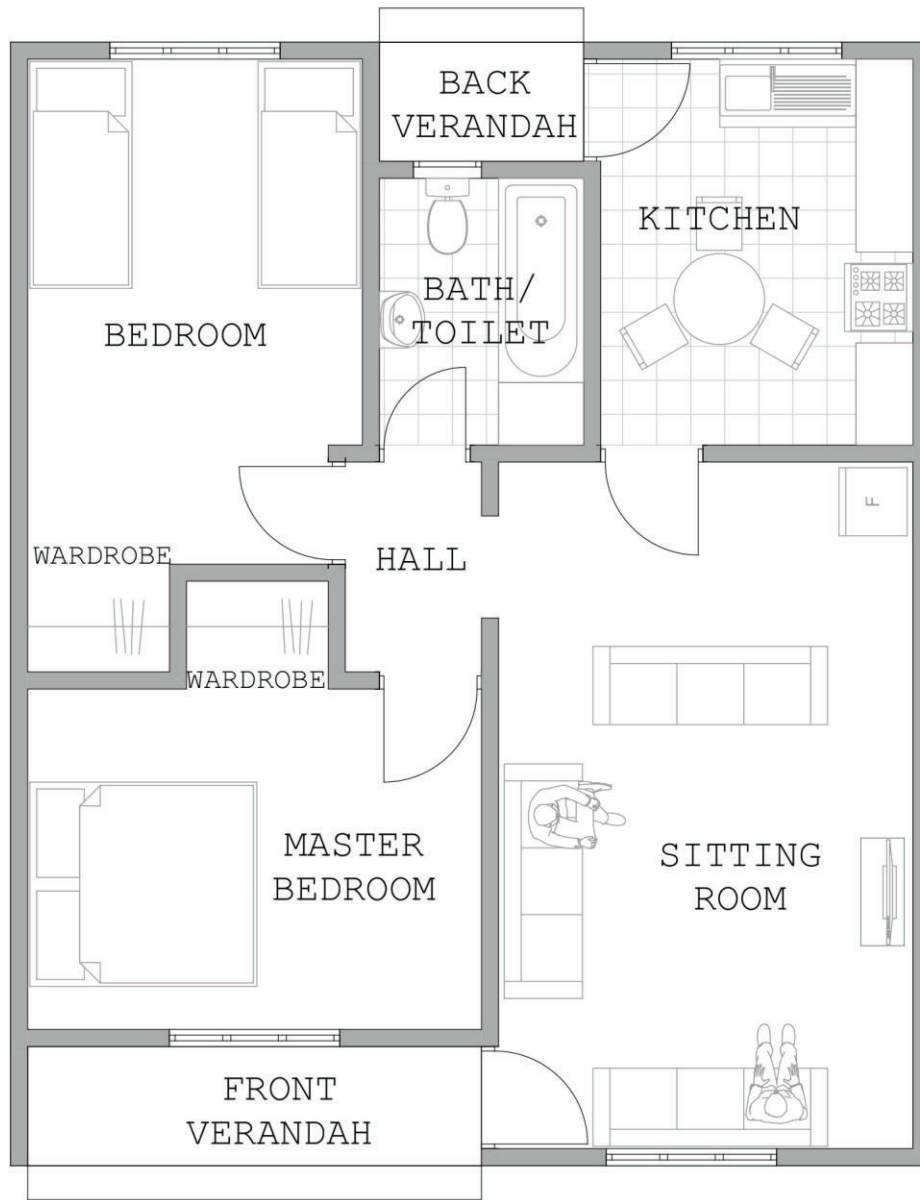 BACK
VERANDAH
KITCHEN
BATH/
TOILET
BEDROOM
F
WARDROBE
HALL
WARDROBE
MASTER
BEDROOM
SITTING
ROOM
FRONT
VERANDAH